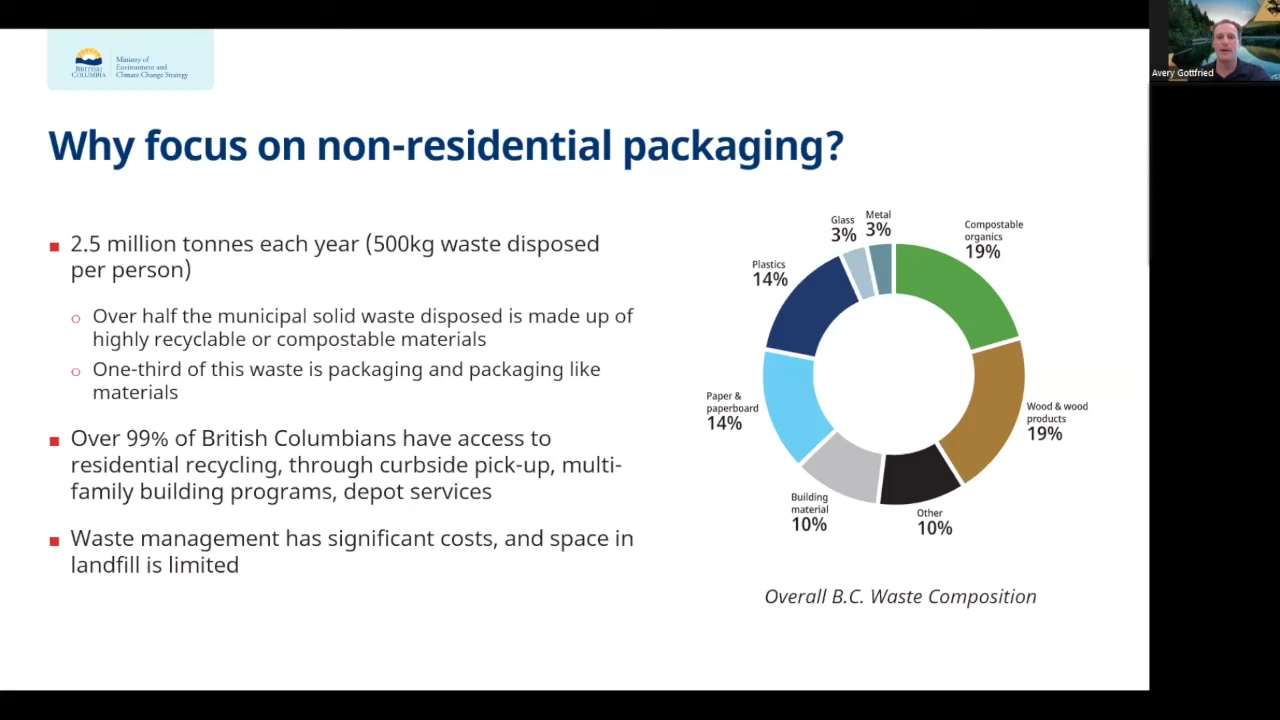 BRITISH
COLUMBIA
Ministry of
Environment and
Climate Change Strategy
Avery Gottfried
Why focus on non-residential packaging?
■ 2.5 million tonnes each year (500kg waste disposed
per person)
o Over half the municipal solid waste disposed is made up of
highly recyclable or compostable materials
o One-third of this waste is packaging and packaging like
materials
■ Over 99% of British Columbians have access to
residential recycling, through curbside pick-up, multi-
family building programs, depot services
■ Waste management has significant costs, and space in
landfill is limited
Glass
3%
Metal
3%
Compostable
organics
19%
Plastics
14%
Paper &
paperboard
14%
Wood & wood
products
19%
Building
material
10%
Other
10%
Overall B.C. Waste Composition